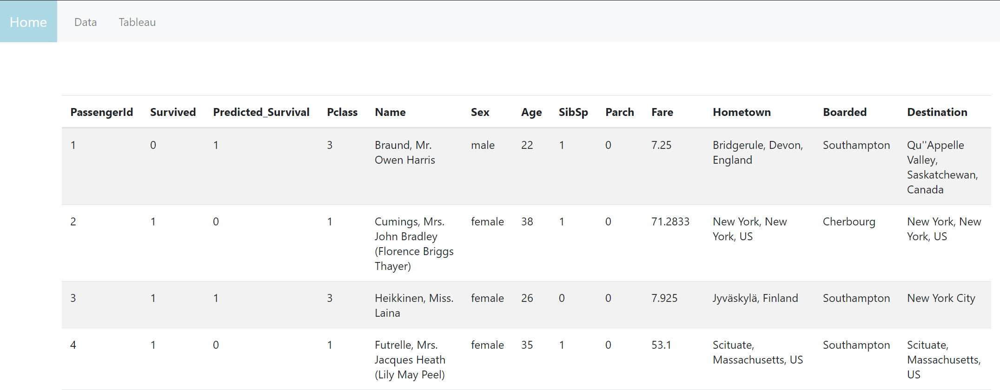 Home Data Tableau
PassengerId Survived Predicted_Survival Pclass Name Sex Age SibSp Parch Fare Hometown Boarded Destination
1 0 1 3 Braund, Mr. male 22 1 0 7.25 Bridgerule, Devon, Southampton Qu''Appelle
Owen Harris England Valley,
Saskatchewan,
Canada
2 1 0 1 Cumings, Mrs. female 38 1 0 71.2833 New York, New Cherbourg New York, New
John Bradley York, US York, US
(Florence Briggs
Thayer)
3 1 1 3 Heikkinen, Miss. female 26 0 0 7.925 Jyväskylä, Finland Southampton New York City
Laina
4 1 0 1 Futrelle, Mrs. female 35 1 0 53.1 Scituate, Southampton Scituate,
Jacques Heath Massachusetts, US Massachusetts,
(Lily May Peel) US